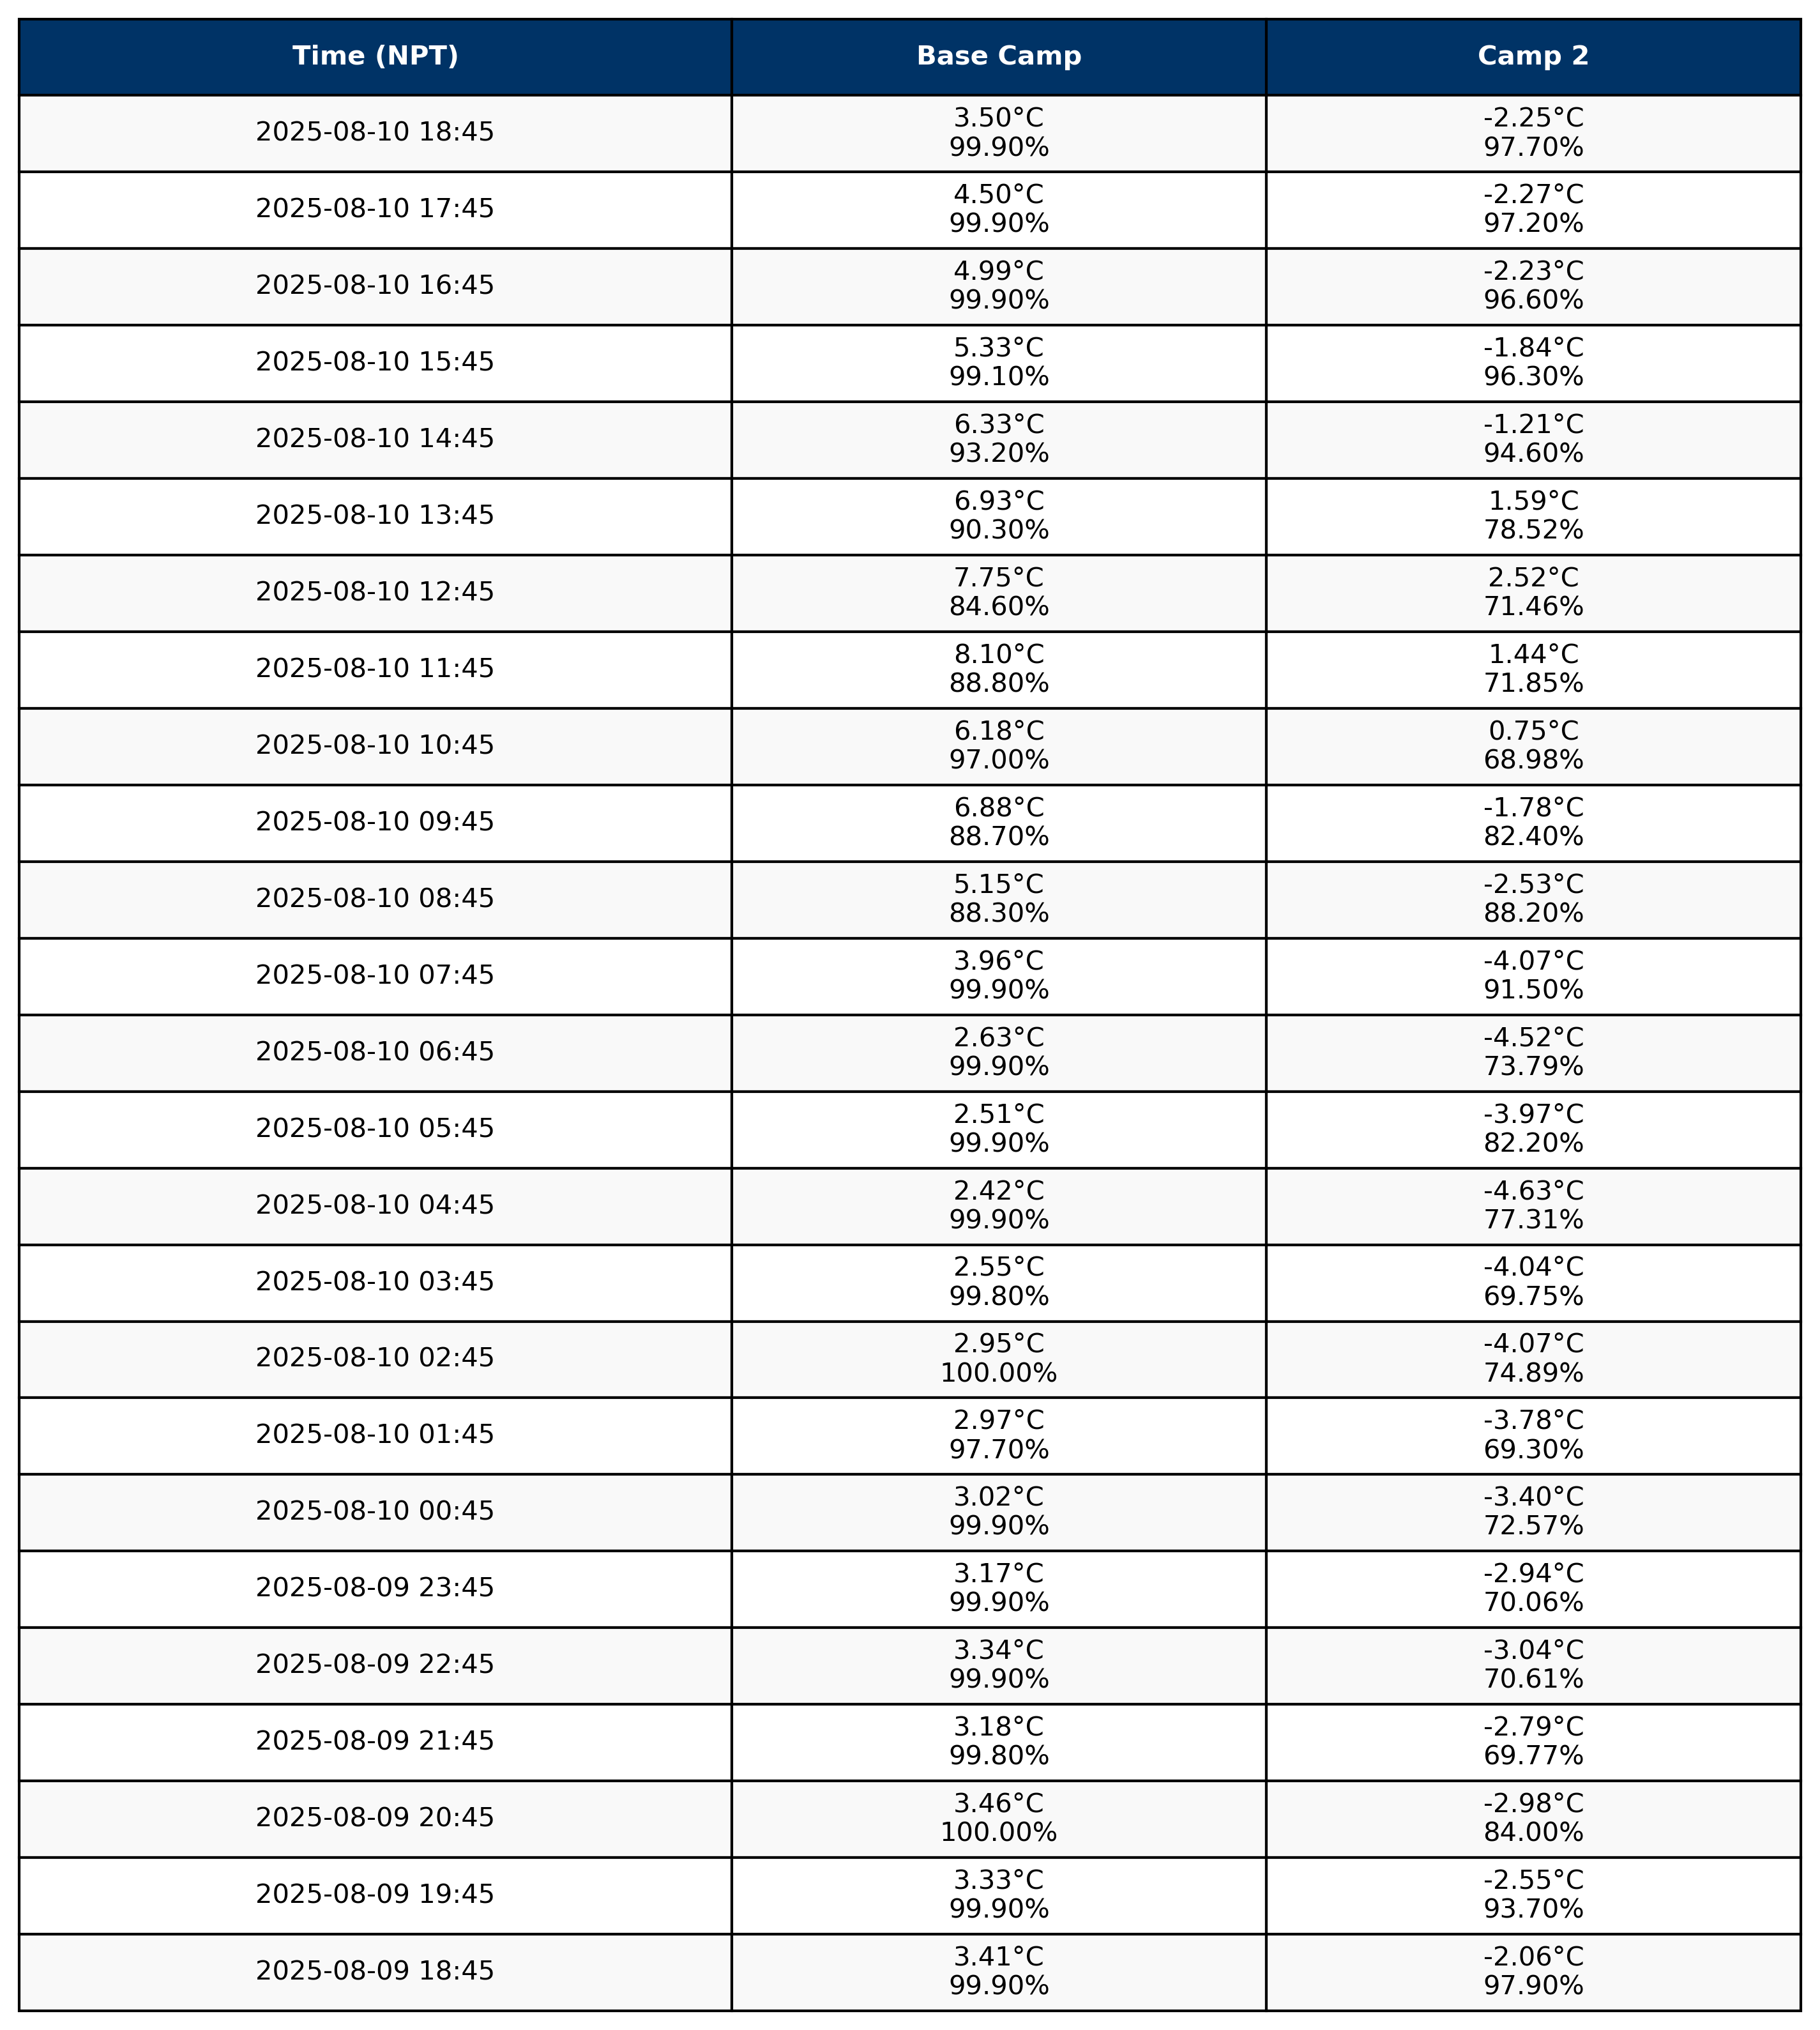 Time (NPT) Base Camp Camp 2
2025-08-10 18:45 3.50°C -2.25°C
99.90% 97.70%
2025-08-10 17:45 4.50°C -2.27°C
99.90% 97.20%
2025-08-10 16:45 4.99°C -2.23°C
99.90% 96.60%
2025-08-10 15:45 5.33°C -1.84°C
99.10% 96.30%
2025-08-10 14:45 6.33°C -1.21°C
93.20% 94.60%
2025-08-10 13:45 6.93°C 1.59°C
90.30% 78.52%
2025-08-10 12:45 7.75°C 2.52°C
84.60% 71.46%
2025-08-10 11:45 8.10°C 1.44°C
88.80% 71.85%
2025-08-10 10:45 6.18°C 0.75°C
97.00% 68.98%
2025-08-10 09:45 6.88°C -1.78°C
88.70% 82.40%
2025-08-10 08:45 5.15°C -2.53°C
88.30% 88.20%
2025-08-10 07:45 3.96°C -4.07°C
99.90% 91.50%
2025-08-10 06:45 2.63°C -4.52°C
99.90% 73.79%
2025-08-10 05:45 2.51°C -3.97°C
99.90% 82.20%
2025-08-10 04:45 2.42°C -4.63°C
99.90% 77.31%
2025-08-10 03:45 2.55°C -4.04°C
99.80% 69.75%
2025-08-10 02:45 2.95°C -4.07°C
100.00% 74.89%
2025-08-10 01:45 2.97°C -3.78°C
97.70% 69.30%
2025-08-10 00:45 3.02°C -3.40°C
99.90% 72.57%
2025-08-09 23:45 3.17°C -2.94°C
99.90% 70.06%
2025-08-09 22:45 3.34°C -3.04°C
99.90% 70.61%
2025-08-09 21:45 3.18°C -2.79°C
99.80% 69.77%
2025-08-09 20:45 3.46°C -2.98°C
100.00% 84.00%
2025-08-09 19:45 3.33°C -2.55°C
99.90% 93.70%
2025-08-09 18:45 3.41°C -2.06°C
99.90% 97.90%